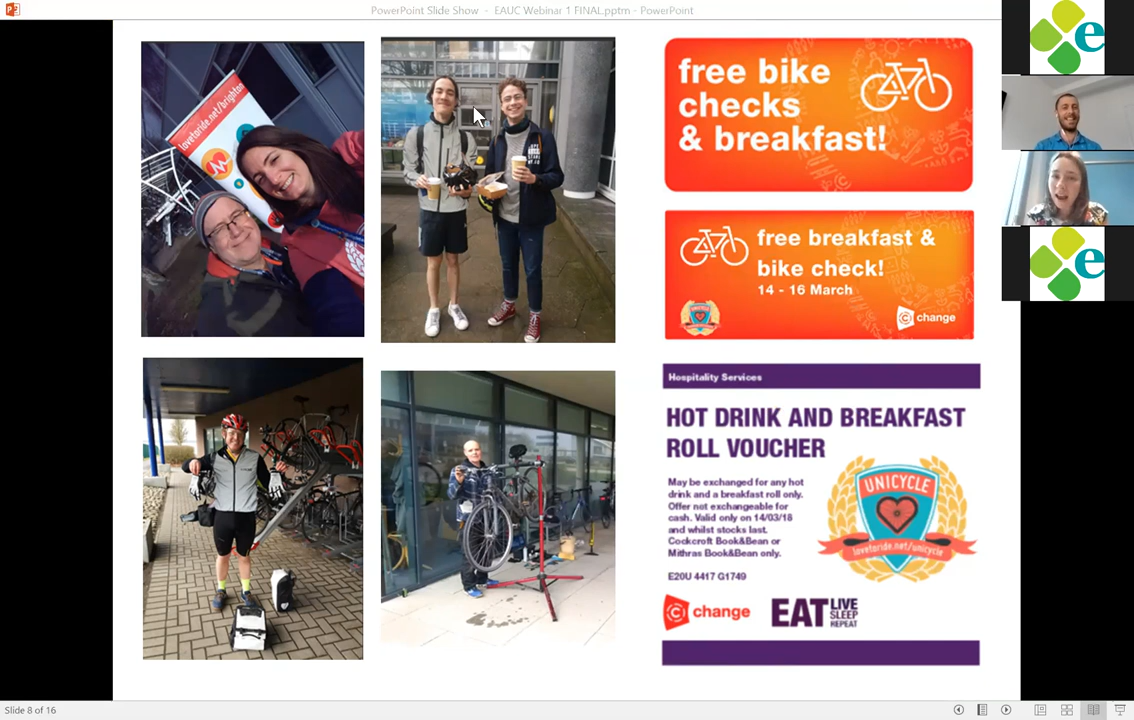 PowerPoint Slide Show - EAUC Webinar 1 FINAL.pptm - PowerPoint
lovetoride.net/brighton
free bike
checks
& breakfast!
free breakfast &
bike check!
14 - 16 March
change
Hospitality Services
HOT DRINK AND BREAKFAST
ROLL VOUCHER
May be exchanged for any hot
drink and a breakfast roll only.
Offer not exchangeable for
cash. Valid only on 14/03/18
and whilst stocks last.
Cockcroft Book&Bean or
Mithras Book&Bean only.
E20U 4417 G1749
UNICYCLE
lovetoride.net/unicycle
change
EAT LIVE
SLEEP
REPEAT
e
e
Slide 8 of 16